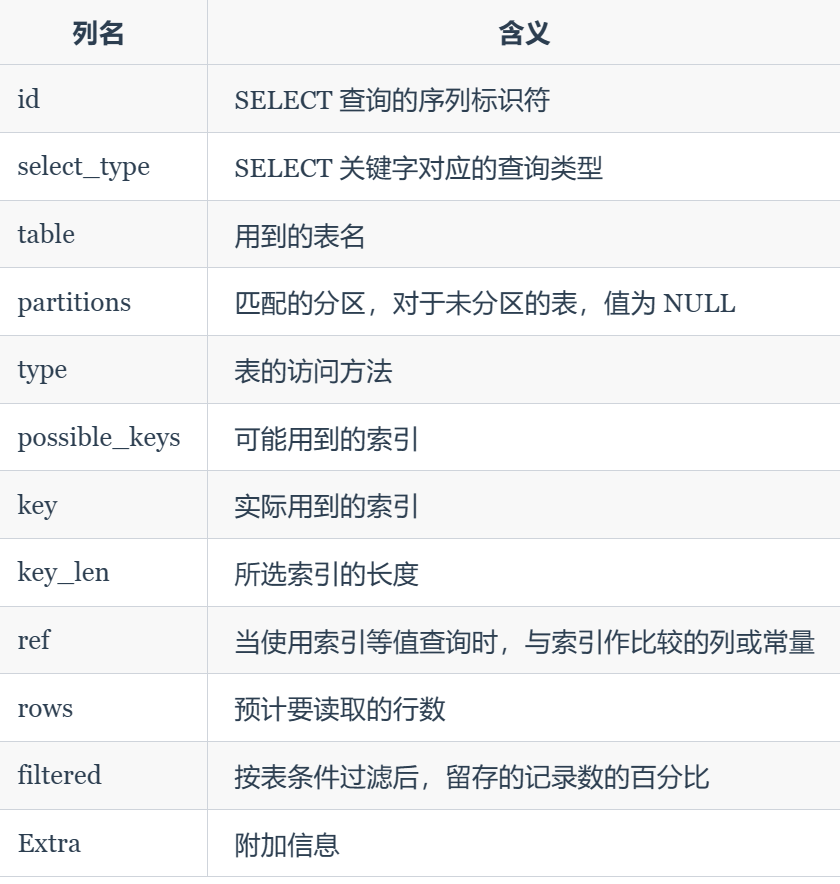 列名 含义
id SELECT 查询的序列标识符
select_type SELECT 关键字对应的查询类型
table 用到的表名
partitions 匹配的分区，对于未分区的表，值为 NULL
type 表的访问方法
possible_keys 可能用到的索引
key 实际用到的索引
key_len 所选索引的长度
ref 当使用索引等值查询时，与索引作比较的列或常量
rows 预计要读取的行数
filtered 按表条件过滤后，留存的记录数的百分比
Extra 附加信息